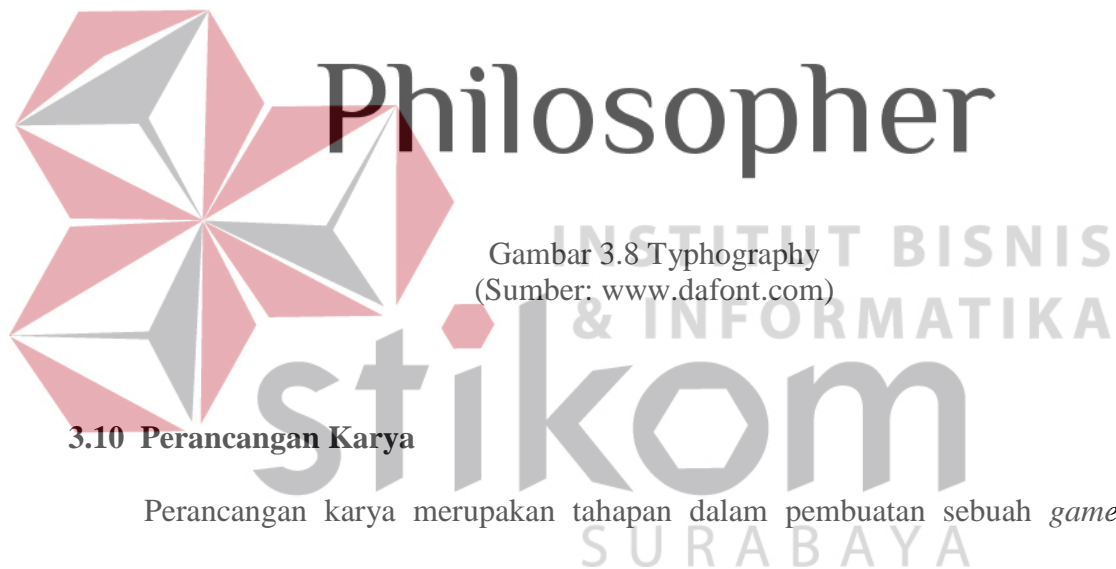 Philosopher
INSTITUT BISNIS
Gambar 3.8 Typhography
(Sumber: www.dafont.com)
& INFORMATIKA
stikom
3.10 Perancangan Karya
Perancangan karya merupakan tahapan dalam pembuatan sebuah game
SURABAYA